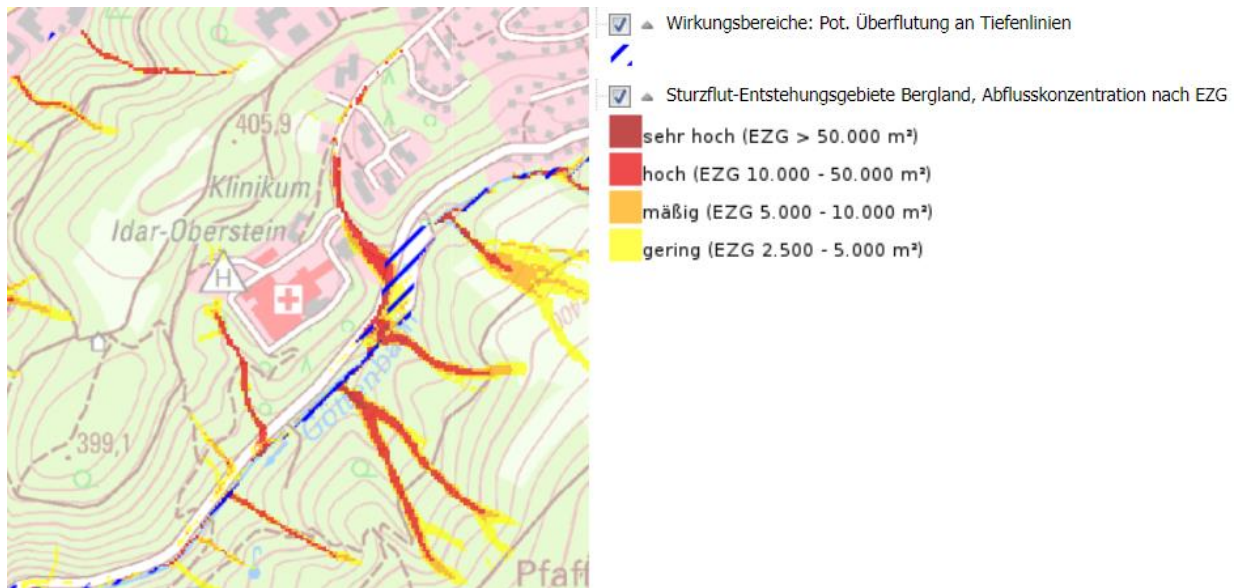 405,9
Klinikum
Idar-Oberstein
H
399,1
Wirkungsbereiche: Pot. Überflutung an Tiefenlinien
Sturzflut-Entstehungsgebiete Bergland, Abflusskonzentration nach EZG
sehr hoch (EZG > 50.000 m²)
hoch (EZG 10.000 - 50.000 m²)
mäßig (EZG 5.000 - 10.000 m²)
gering (EZG 2.500 - 5.000 m²)